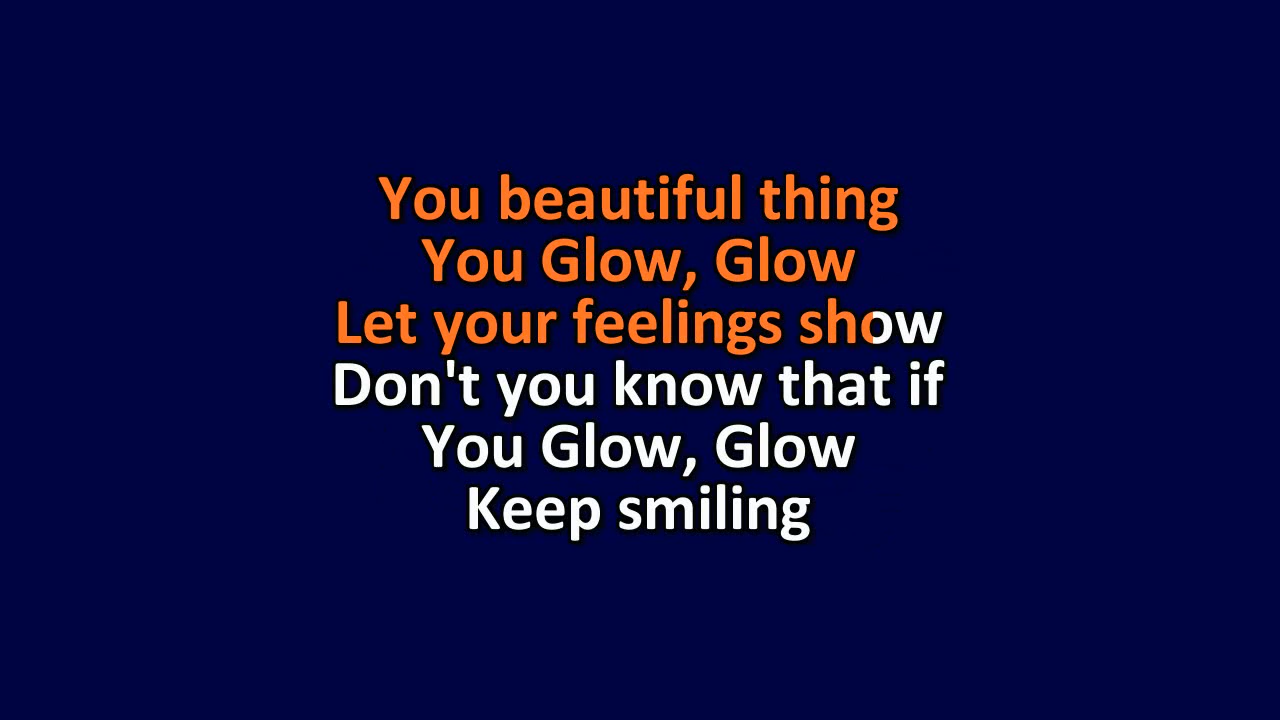 You beautiful thing
You Glow, Glow
Let your feelings show
Don't you know that if
You Glow, Glow
Keep smiling